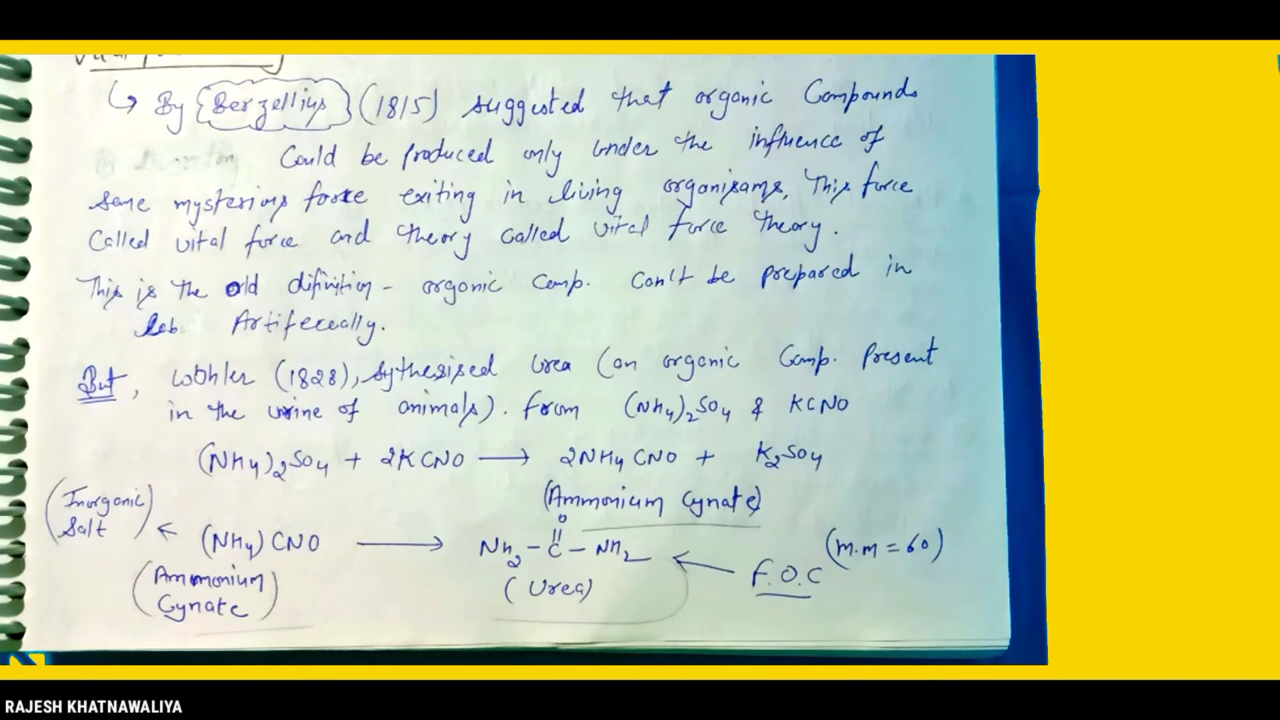 ↳ By Berzellius (1815) suggested that organic Compounds
Could be produced only under the influence of
some mysterious force exiting in living organisams, This force
Called vital force and theory called vital force theory.
This is the old difinition - organic Comp. Can't be prepared in
lab. Artifeceally.
But, Wohler (1828), sythesised Urea (an organic Comp. Present
in the urine of animals). from (NH4)2SO4 & KCNO
(NH4)2SO4 + 2KCNO → 2NH4CNO + K2SO4
(Ammonium Cynate)
(Inorganic Salt) ← (NH4)CNO → NH2-C(=O)-NH2 ← F.O.C (m.m = 60)
(Ammonium Cynate) (Urea)
RAJESH KHATNAWALIYA